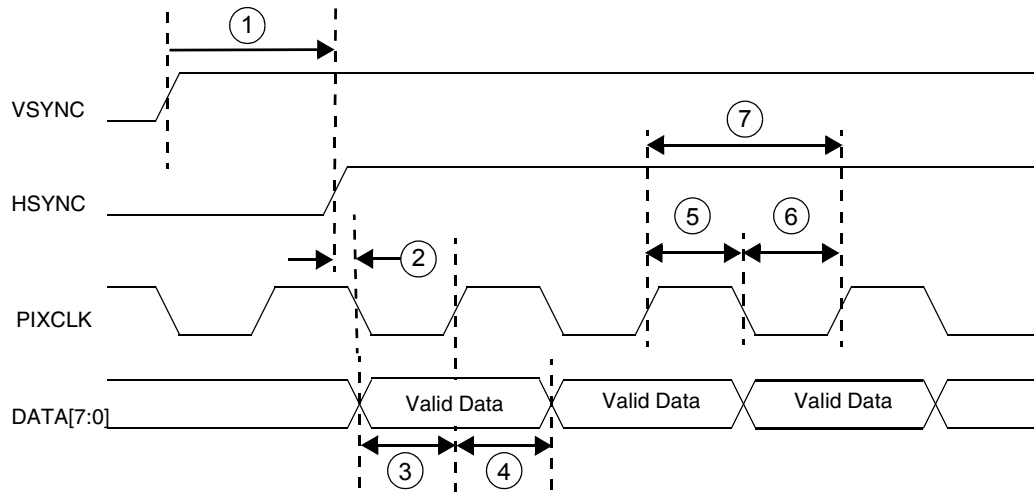 1
VSYNC
7
HSYNC
5
6
2
PIXCLK
DATA[7:0]
Valid Data
Valid Data
Valid Data
3
4